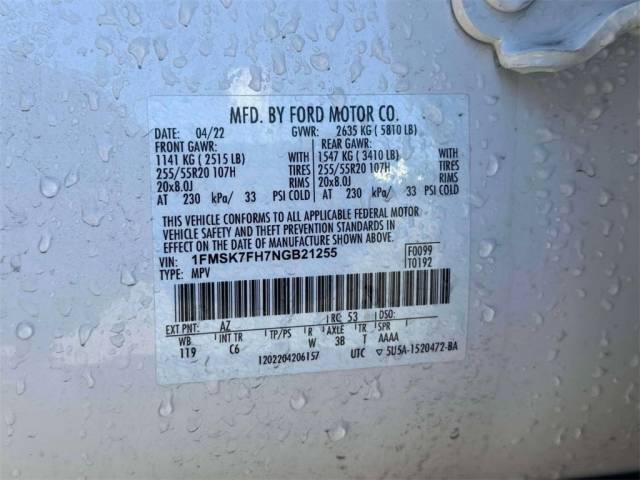 MFD. BY FORD MOTOR CO.
DATE: 04/22 GVWR: 2635 KG ( 5810 LB)
FRONT GAWR: REAR GAWR:
1141 KG ( 2515 LB) WITH 1547 KG ( 3410 LB) WITH
255/55R20 107H TIRES 255/55R20 107H TIRES
20x8.0J RIMS 20x8.0J RIMS
AT 230 kPa/ 33 PSI COLD AT 230 kPa/ 33 PSI COLD
THIS VEHICLE CONFORMS TO ALL APPLICABLE FEDERAL MOTOR
VEHICLE SAFETY AND THEFT PREVENTION STANDARDS IN
EFFECT ON THE DATE OF MANUFACTURE SHOWN ABOVE.
VIN: 1FMSK7FH7NGB21255 F0099
TYPE: MPV T0192
EXT PNT: AZ RC: 53 DSO:
WB INT TR TP/PS R AXLE TR SPR
119 C6 W 3B T AAAA
1202204206157 UTC 5U5A-1520472-BA